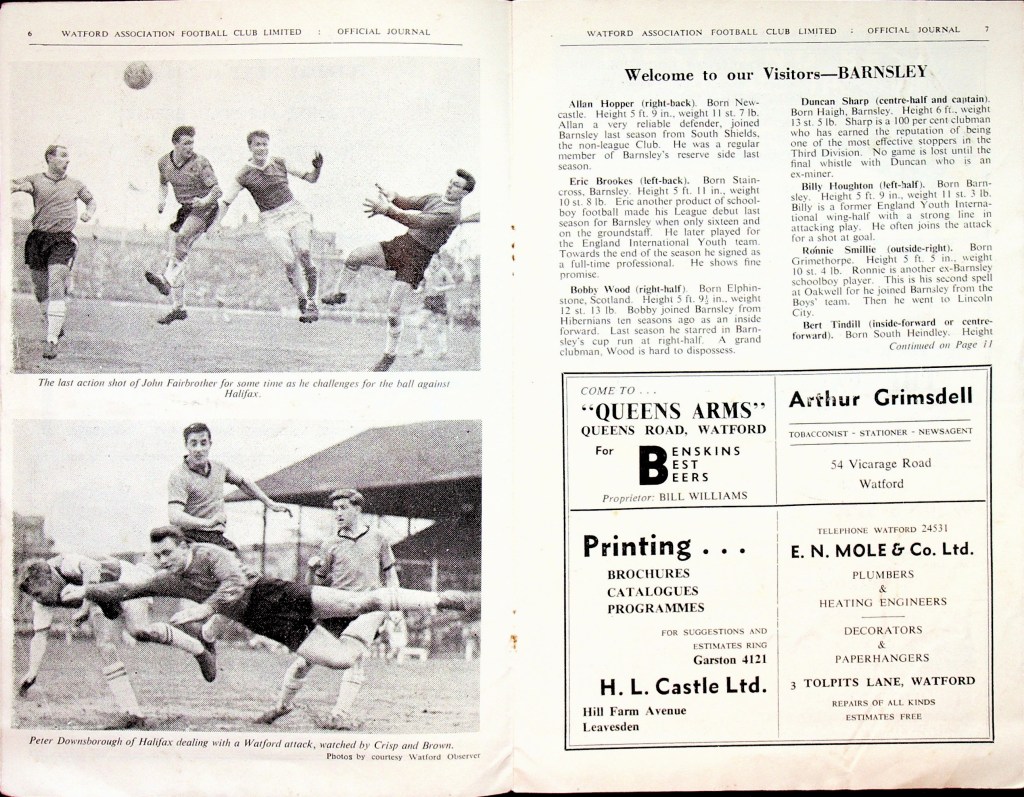 6 WATFORD ASSOCIATION FOOTBALL CLUB LIMITED : OFFICIAL JOURNAL
The last action shot of John Fairbrother for some time as he challenges for the ball against
Halifax.
Peter Downsborough of Halifax dealing with a Watford attack, watched by Crisp and Brown.
Photos by courtesy Watford Observer
WATFORD ASSOCIATION FOOTBALL CLUB LIMITED : OFFICIAL JOURNAL 7
Welcome to our Visitors—BARNSLEY
Allan Hopper (right-back). Born New-
castle. Height 5 ft. 9 in., weight 11 st. 7 lb.
Allan a very reliable defender, joined
Barnsley last season from South Shields,
the non-league Club. He was a regular
member of Barnsley's reserve side last
season.
Eric Brookes (left-back). Born Stain-
cross, Barnsley. Height 5 ft. 11 in., weight
10 st. 8 lb. Eric another product of school-
boy football made his League debut last
season for Barnsley when only sixteen and
on the groundstaff. He later played for
the England International Youth team.
Towards the end of the season he signed as
a full-time professional. He shows fine
promise.
Bobby Wood (right-half). Born Elphin-
stone, Scotland. Height 5 ft. 9½ in., weight
12 st. 13 lb. Bobby joined Barnsley from
Hibernians ten seasons ago as an inside
forward. Last season he starred in Barn-
sley's cup run at right-half. A grand
clubman, Wood is hard to dispossess.
Duncan Sharp (centre-half and captain).
Born Haigh, Barnsley. Height 6 ft., weight
13 st. 5 lb. Sharp is a 100 per cent clubman
who has earned the reputation of being
one of the most effective stoppers in the
Third Division. No game is lost until the
final whistle with Duncan who is an
ex-miner.
Billy Houghton (left-half). Born Barn-
sley. Height 5 ft. 9 in., weight 11 st. 3 lb.
Billy is a former England Youth Interna-
tional wing-half with a strong line in
attacking play. He often joins the attack
for a shot at goal.
Ronnie Smillie (outside-right). Born
Grimethorpe. Height 5 ft. 5 in., weight
10 st. 4 lb. Ronnie is another ex-Barnsley
schoolboy player. This is his second spell
at Oakwell for he joined Barnsley from the
Boys' team. Then he went to Lincoln
City.
Bert Tindill (inside-forward or centre-
forward). Born South Heindley. Height
Continued on Page 11
COME TO . . .
"QUEENS ARMS"
QUEENS ROAD, WATFORD
For BENSKINS
BEST
BEERS
Proprietor: BILL WILLIAMS
Arthur Grimsdell
TOBACCONIST - STATIONER - NEWSAGENT
54 Vicarage Road
Watford
Printing . . .
BROCHURES
CATALOGUES
PROGRAMMES
FOR SUGGESTIONS AND
ESTIMATES RING
Garston 4121
H. L. Castle Ltd.
Hill Farm Avenue
Leavesden
TELEPHONE WATFORD 24531
E. N. MOLE & Co. Ltd.
PLUMBERS
&
HEATING ENGINEERS
DECORATORS
&
PAPERHANGERS
3 TOLPITS LANE, WATFORD
REPAIRS OF ALL KINDS
ESTIMATES FREE